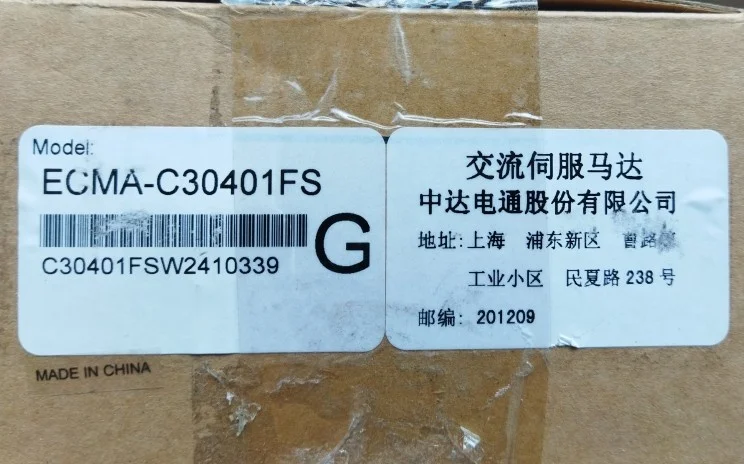 Model:
ECMA-C30401FS
C30401FSW2410339
G
MADE IN CHINA
交流伺服马达
中达电通股份有限公司
地址:上海 浦东新区 曹路
工业小区 民夏路 238 号
邮编: 201209